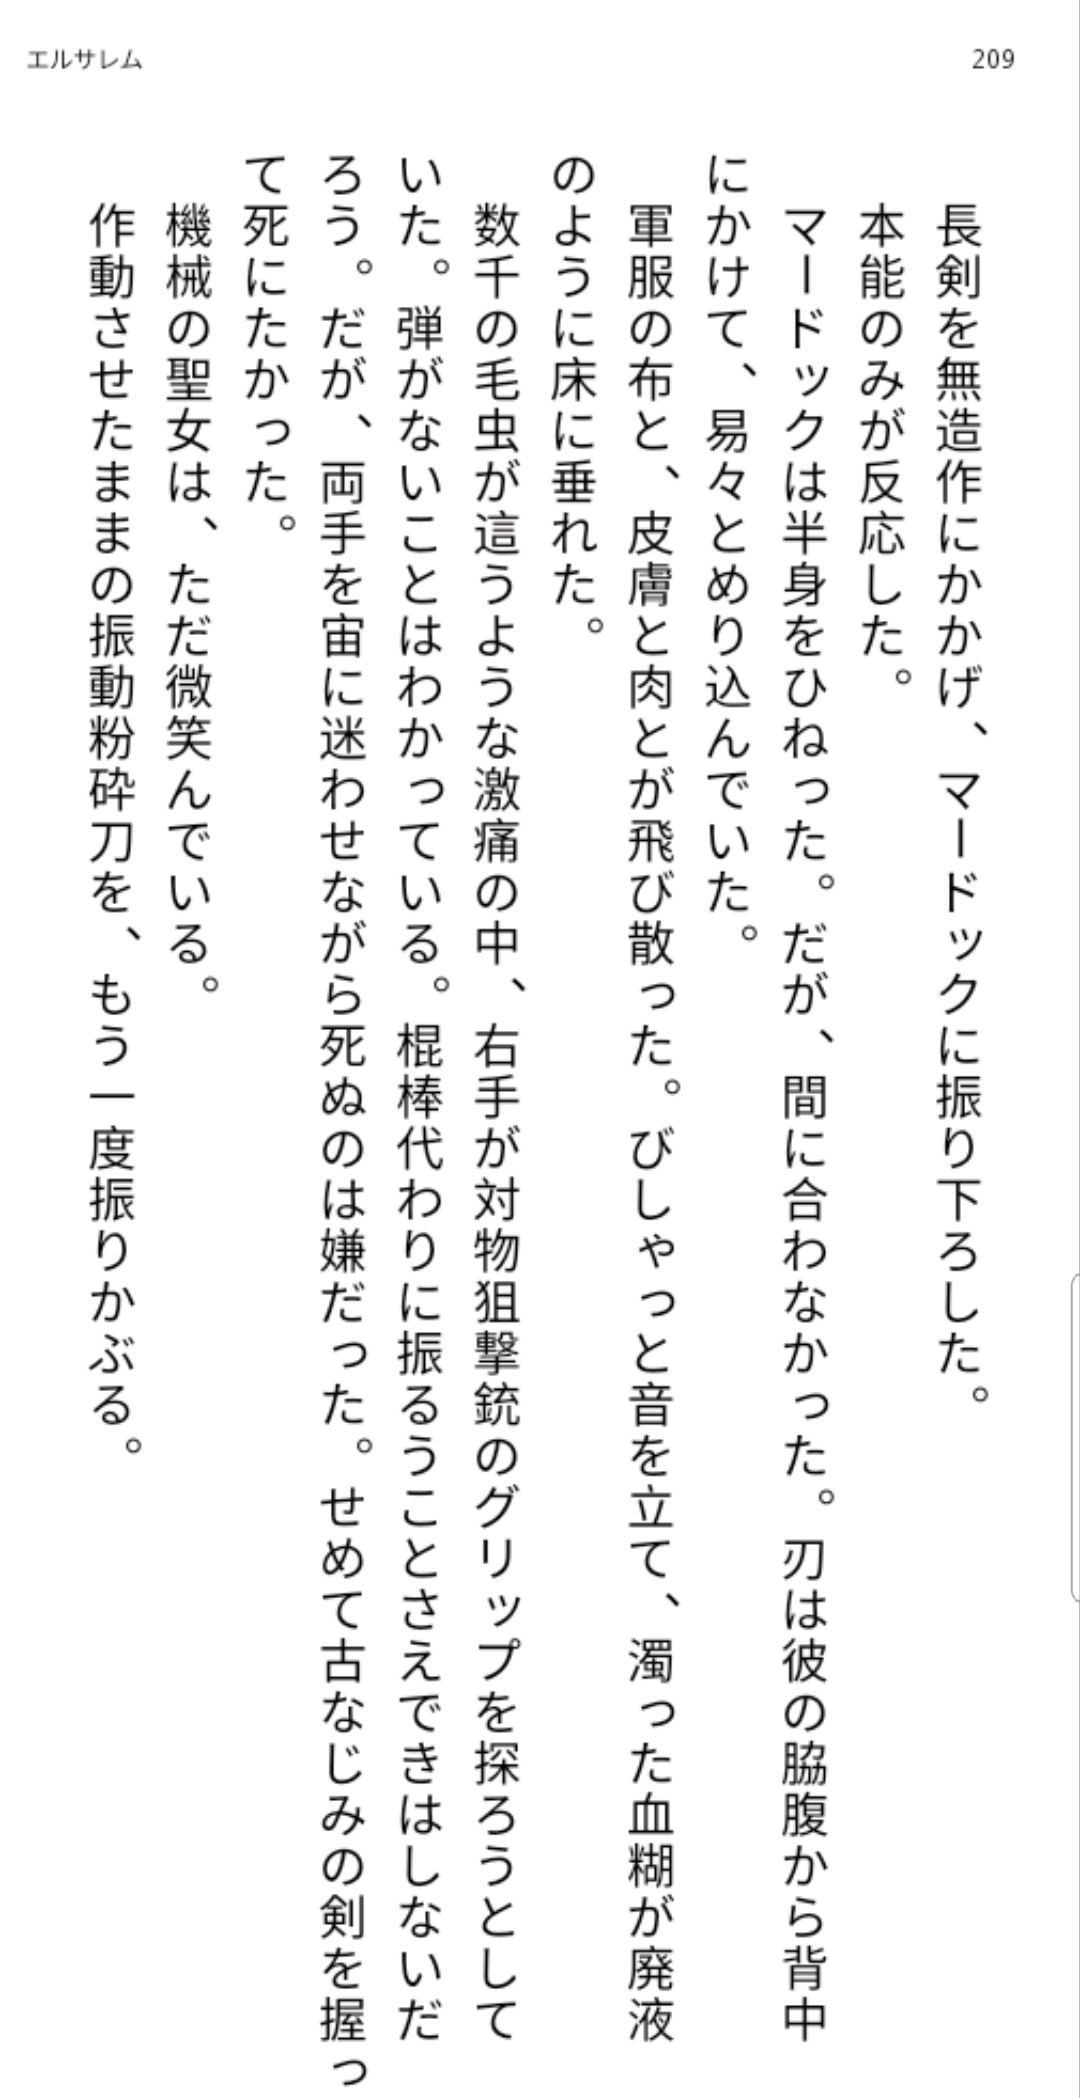 エルサレム
209
長剣を無造作にかかげ、マードックに振り下ろした。
本能のみが反応した。
マードックは半身をひねった。だが、間に合わなかった。刃は彼の脇腹から背中
にかけて、易々とめり込んでいた。
軍服の布と、皮膚と肉とが飛び散った。びしゃっと音を立て、濁った血糊が廃液
のように床に垂れた。
数千の毛虫が這うような激痛の中、右手が対物狙撃銃のグリップを探ろうとして
いた。弾がないことはわかっている。棍棒代わりに振るうことさえできはしないだ
ろう。だが、両手を宙に迷わせながら死ぬのは嫌だった。せめて古なじみの剣を握っ
て死にたかった。
機械の聖女は、ただ微笑んでいる。
作動させたままの振動粉砕刀を、もう一度振りかぶる。